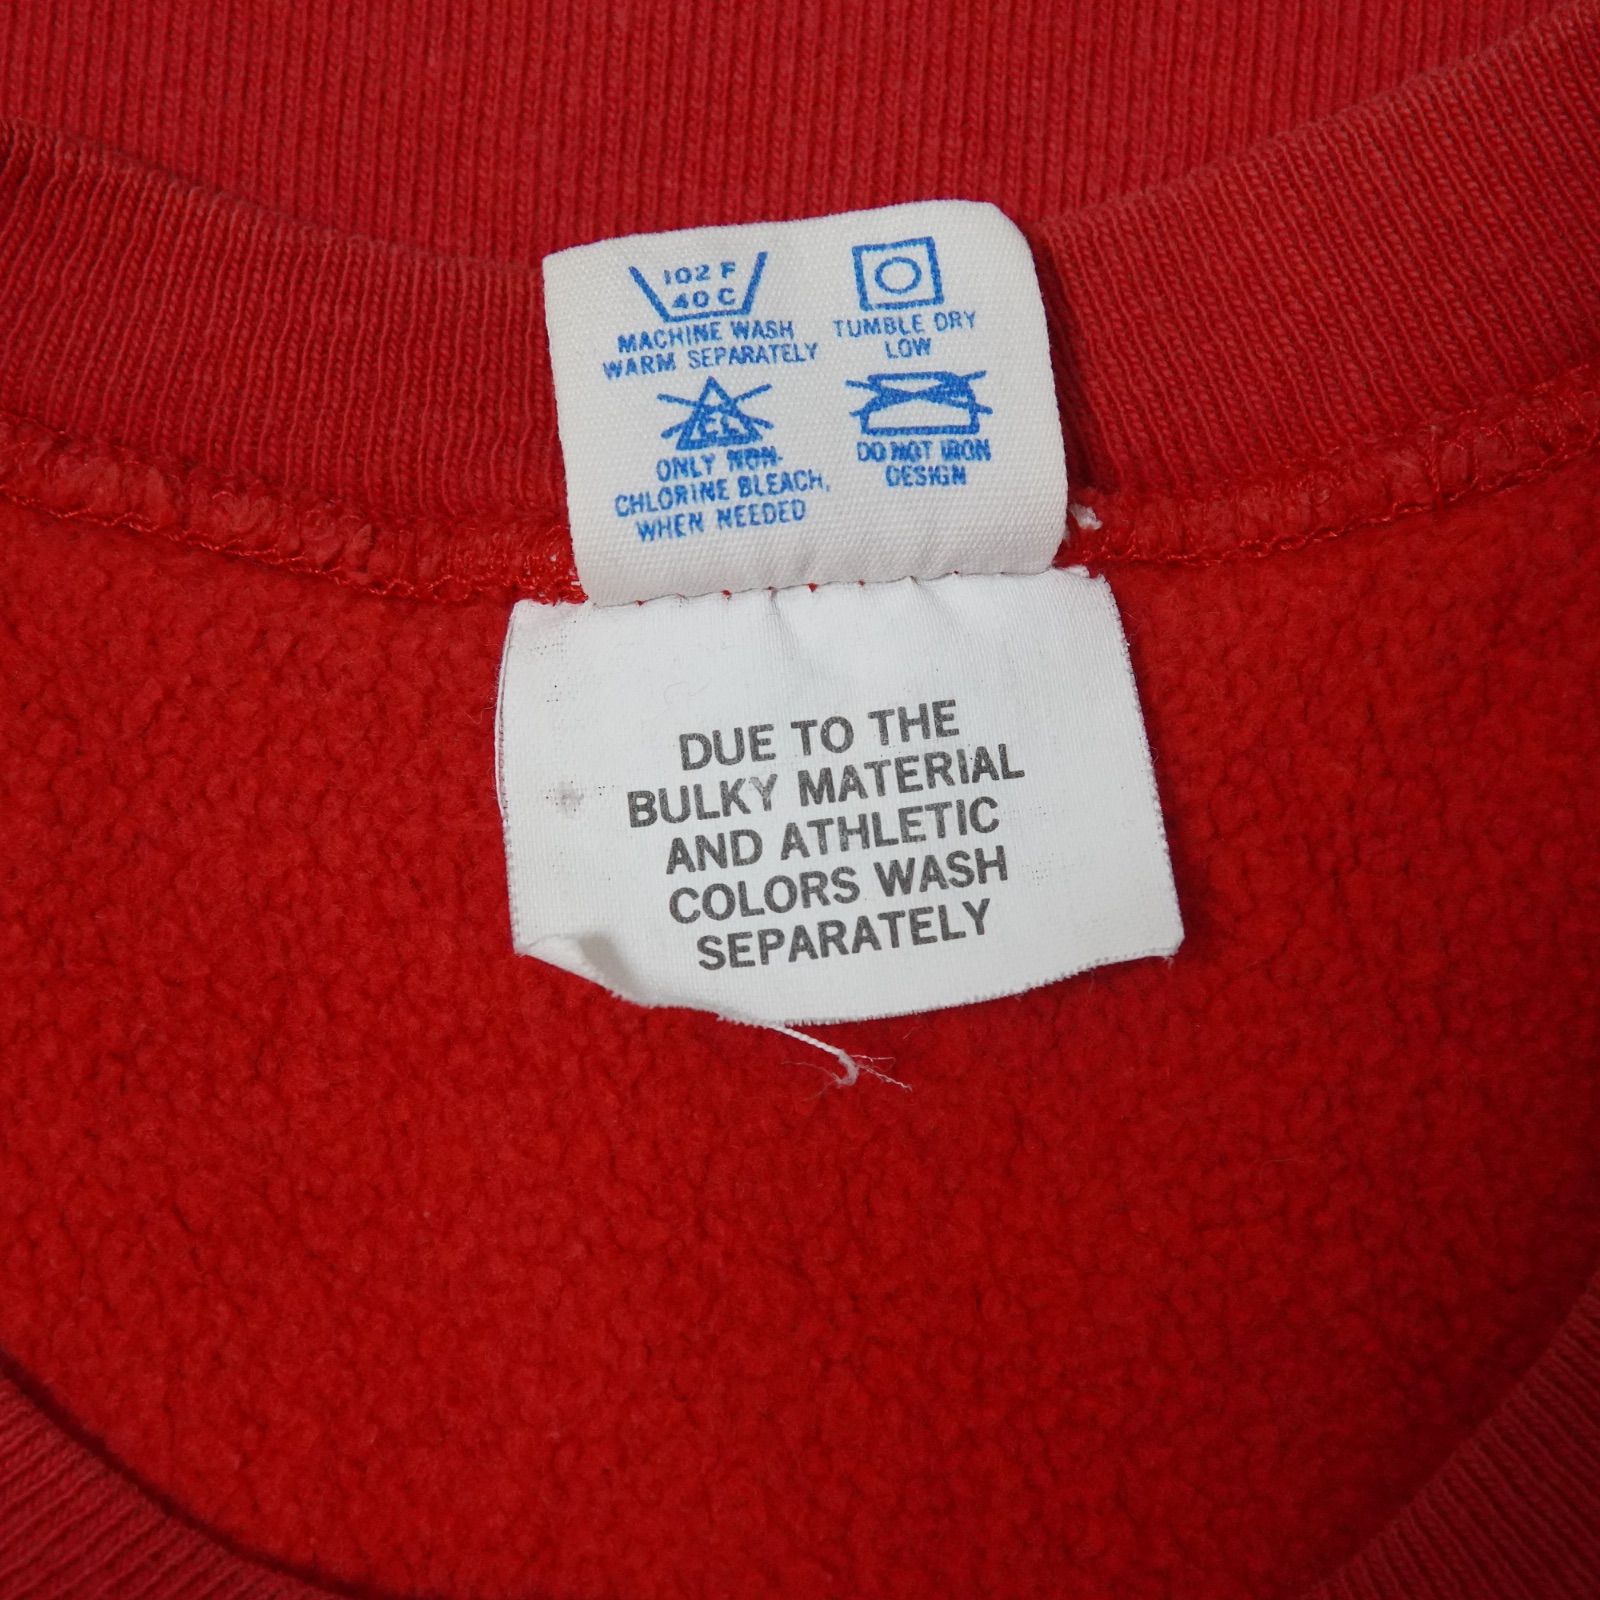 102 F
40 C
MACHINE WASH
WARM SEPARATELY
TUMBLE DRY
LOW
CL
ONLY NON-
CHLORINE BLEACH,
WHEN NEEDED
DO NOT IRON
DESIGN
DUE TO THE
BULKY MATERIAL
AND ATHLETIC
COLORS WASH
SEPARATELY